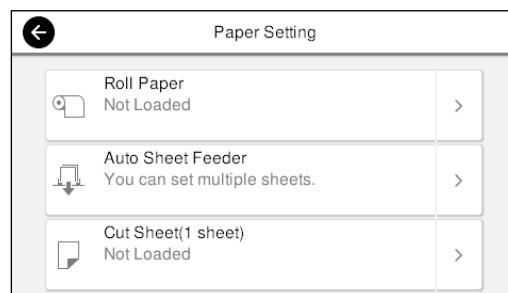 Paper Setting
Roll Paper
Not Loaded
Auto Sheet Feeder
You can set multiple sheets.
Cut Sheet(1 sheet)
Not Loaded